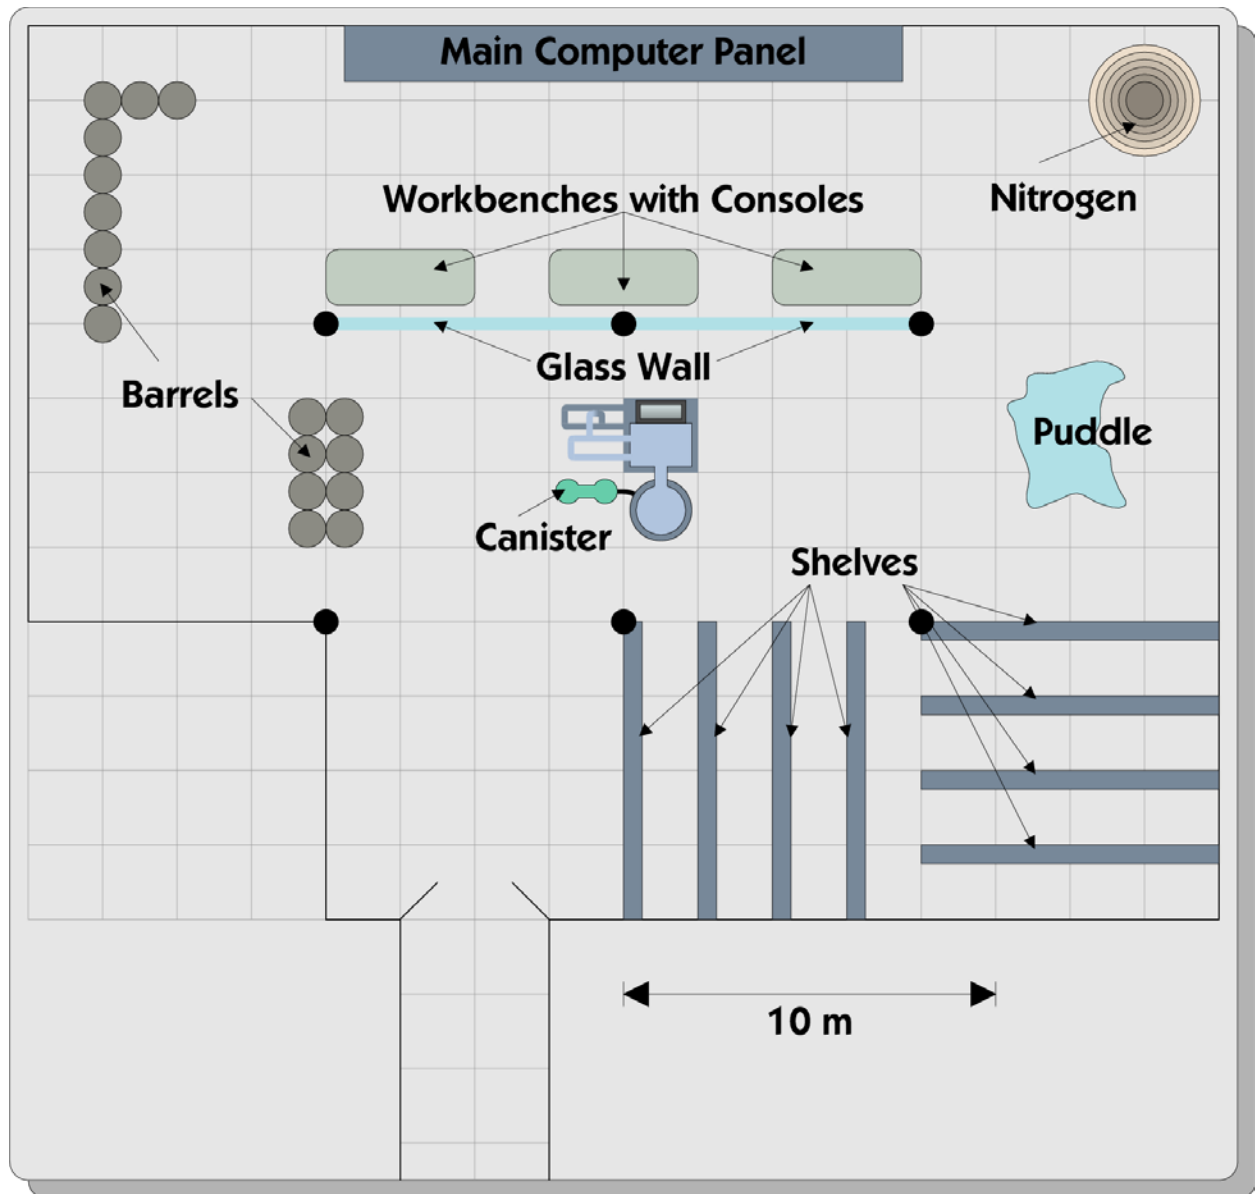 Main Computer Panel
Nitrogen
Workbenches with Consoles
Glass Wall
Barrels
Puddle
Canister
Shelves
10 m